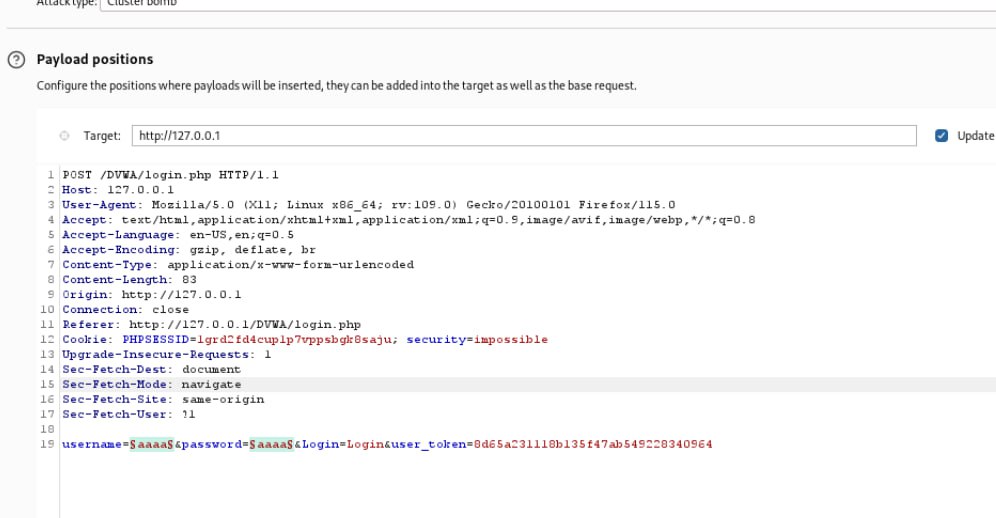 Attack type: Cluster bomb
Payload positions
Configure the positions where payloads will be inserted, they can be added into the target as well as the base request.
Target: http://127.0.0.1 Update
1 POST /DVWA/login.php HTTP/1.1
2 Host: 127.0.0.1
3 User-Agent: Mozilla/5.0 (X11; Linux x86_64; rv:109.0) Gecko/20100101 Firefox/115.0
4 Accept: text/html,application/xhtml+xml,application/xml;q=0.9,image/avif,image/webp,*/*;q=0.8
5 Accept-Language: en-US,en;q=0.5
6 Accept-Encoding: gzip, deflate, br
7 Content-Type: application/x-www-form-urlencoded
8 Content-Length: 83
9 Origin: http://127.0.0.1
10 Connection: close
11 Referer: http://127.0.0.1/DVWA/login.php
12 Cookie: PHPSESSID=lgrd2fd4cuplp7vppsbgk8saju; security=impossible
13 Upgrade-Insecure-Requests: 1
14 Sec-Fetch-Dest: document
15 Sec-Fetch-Mode: navigate
16 Sec-Fetch-Site: same-origin
17 Sec-Fetch-User: ?1
18
19 username=§aaaa§&password=§aaaa§&Login=Login&user_token=8d65a231118b135f47ab549228340964